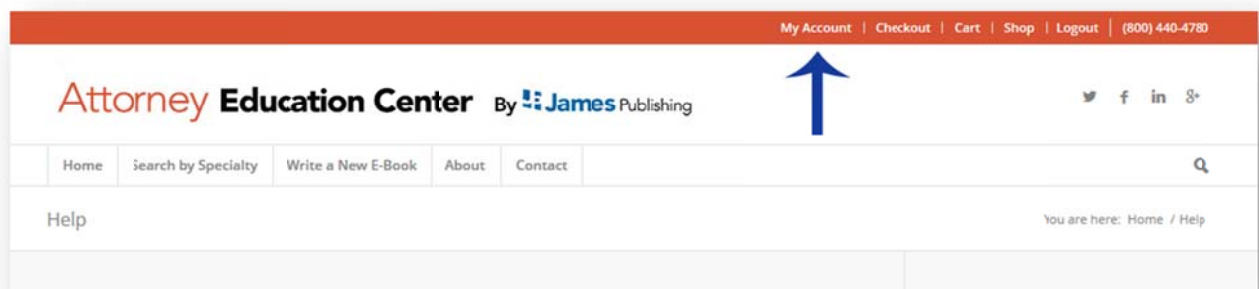 My Account | Checkout | Cart | Shop | Logout | (800) 440-4780
Attorney Education Center By James Publishing
Home Search by Specialty Write a New E-Book About Contact
Help You are here: Home / Help